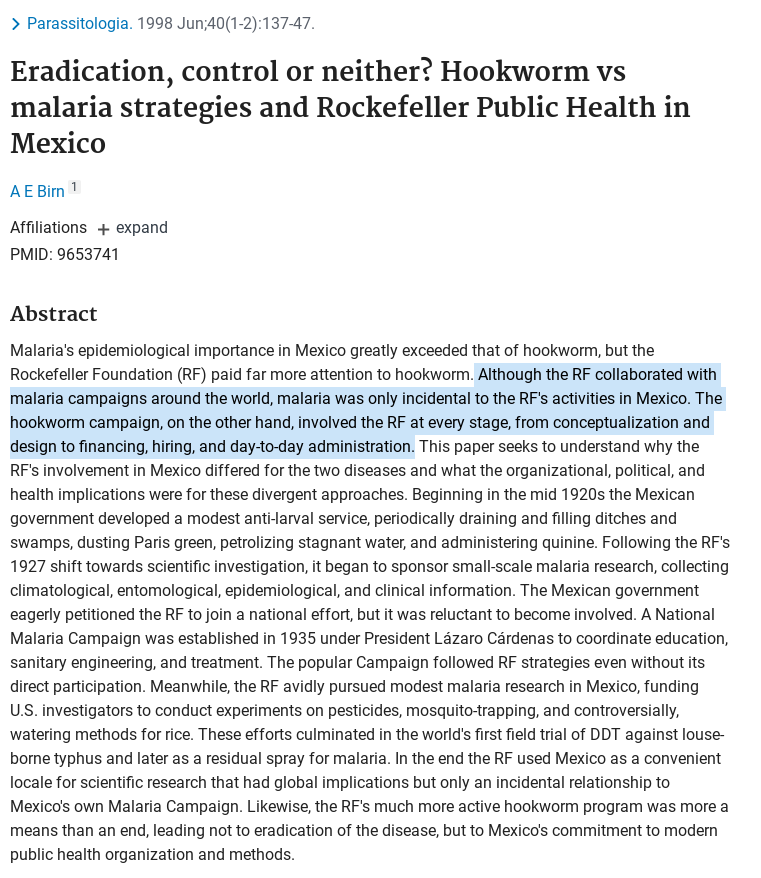 Parassitologia. 1998 Jun;40(1-2):137-47.
Eradication, control or neither? Hookworm vs
malaria strategies and Rockefeller Public Health in
Mexico
A E Birn 1
Affiliations + expand
PMID: 9653741
Abstract
Malaria's epidemiological importance in Mexico greatly exceeded that of hookworm, but the
Rockefeller Foundation (RF) paid far more attention to hookworm. Although the RF collaborated with
malaria campaigns around the world, malaria was only incidental to the RF's activities in Mexico. The
hookworm campaign, on the other hand, involved the RF at every stage, from conceptualization and
design to financing, hiring, and day-to-day administration. This paper seeks to understand why the
RF's involvement in Mexico differed for the two diseases and what the organizational, political, and
health implications were for these divergent approaches. Beginning in the mid 1920s the Mexican
government developed a modest anti-larval service, periodically draining and filling ditches and
swamps, dusting Paris green, petrolizing stagnant water, and administering quinine. Following the RF's
1927 shift towards scientific investigation, it began to sponsor small-scale malaria research, collecting
climatological, entomological, epidemiological, and clinical information. The Mexican government
eagerly petitioned the RF to join a national effort, but it was reluctant to become involved. A National
Malaria Campaign was established in 1935 under President Lázaro Cárdenas to coordinate education,
sanitary engineering, and treatment. The popular Campaign followed RF strategies even without its
direct participation. Meanwhile, the RF avidly pursued modest malaria research in Mexico, funding
U.S. investigators to conduct experiments on pesticides, mosquito-trapping, and controversially,
watering methods for rice. These efforts culminated in the world's first field trial of DDT against louse-
borne typhus and later as a residual spray for malaria. In the end the RF used Mexico as a convenient
locale for scientific research that had global implications but only an incidental relationship to
Mexico's own Malaria Campaign. Likewise, the RF's much more active hookworm program was more a
means than an end, leading not to eradication of the disease, but to Mexico's commitment to modern
public health organization and methods.